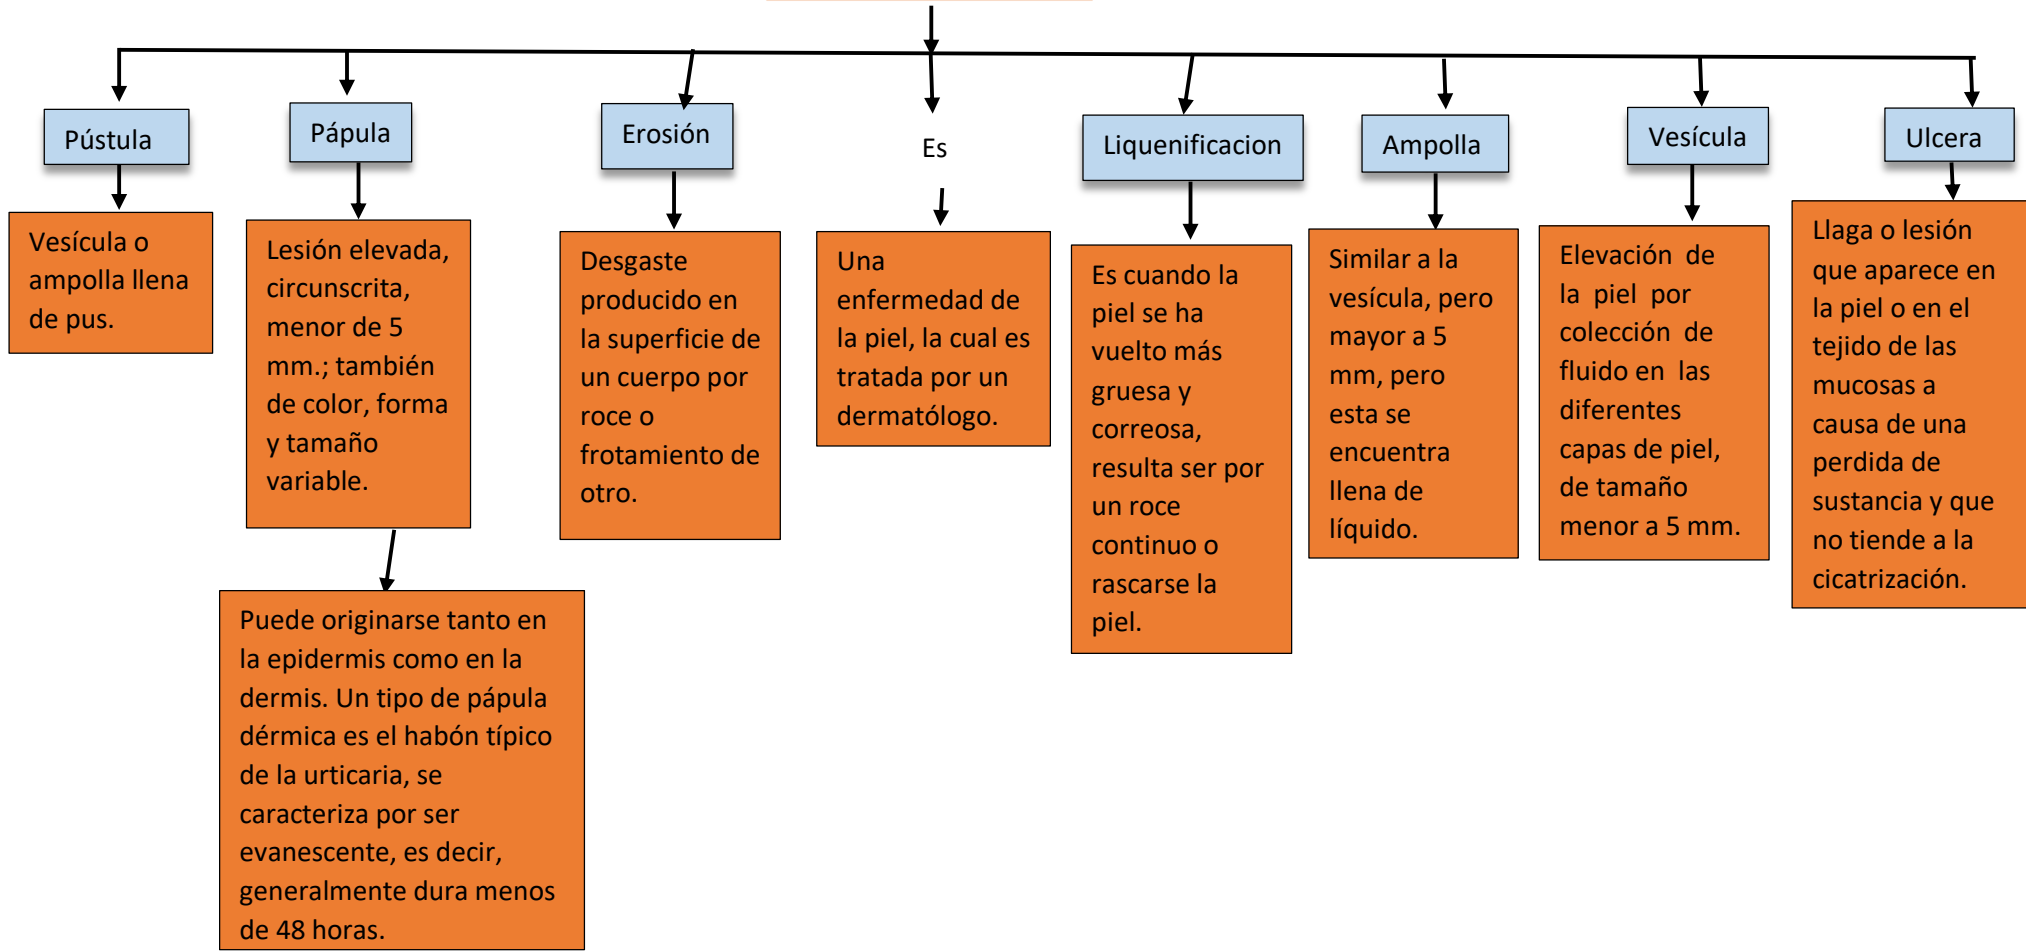 Pústula
Pápula
Erosión
Es
Liquenificacion
Ampolla
Vesícula
Ulcera
Vesícula o
ampolla llena
de pus.
Lesión elevada,
circunscrita,
menor de 5
mm.; también
de color, forma
y tamaño
variable.
Desgaste
producido en
la superficie de
un cuerpo por
roce o
frotamiento de
otro.
Una
enfermedad de
la piel, la cual es
tratada por un
dermatólogo.
Es cuando la
piel se ha
vuelto más
gruesa y
correosa,
resulta ser por
un roce
continuo o
rascarse la
piel.
Similar a la
vesícula, pero
mayor a 5
mm, pero
esta se
encuentra
llena de
líquido.
Elevación de
la piel por
colección de
fluido en las
diferentes
capas de piel,
de tamaño
menor a 5 mm.
Llaga o lesión
que aparece en
la piel o en el
tejido de las
mucosas a
causa de una
perdida de
sustancia y que
no tiende a la
cicatrización.
Puede originarse tanto en
la epidermis como en la
dermis. Un tipo de pápula
dérmica es el habón típico
de la urticaria, se
caracteriza por ser
evanescente, es decir,
generalmente dura menos
de 48 horas.